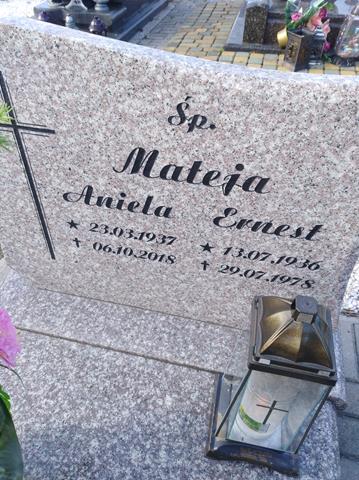 Śp.
Mateja
Aniela Ernest
★ 23.03.1937 ★ 13.07.1936
✝ 06.10.2018 ✝ 29.07.1978